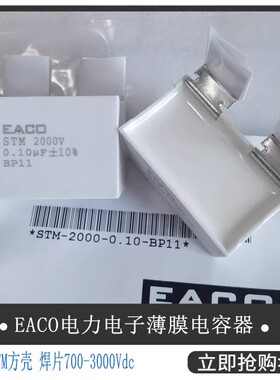 EACO
STM 2000V
0.10µF±10%
BP11
*STM-2000-0.10-BP11*
EACO
EACO电力电子薄膜电容器
TM方壳 焊片700-3000Vdc
立即抢购